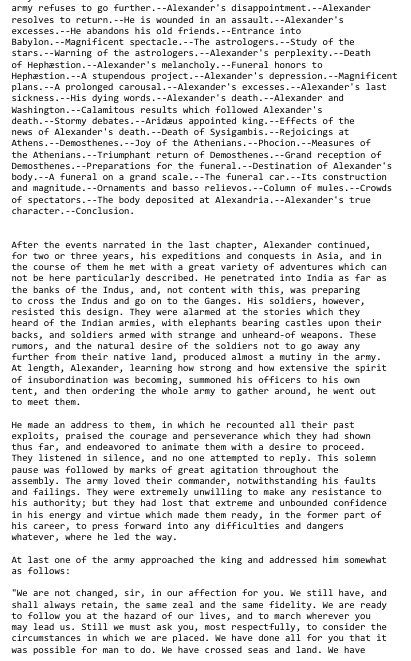 army refuses to go further.--Alexander's disappointment.--Alexander
resolves to return.--He is wounded in an assault.--Alexander's
excesses.--He abandons his old friends.--Entrance into
Babylon.--Magnificent spectacle.--The astrologers.--Study of the
stars.--Warning of the astrologers.--Alexander's perplexity.--Death
of Hephæstion.--Alexander's melancholy.--Funeral honors to
Hephæstion.--A stupendous project.--Alexander's depression.--Magnificent
plans.--A prolonged carousal.--Alexander's excesses.--Alexander's last
sickness.--His dying words.--Alexander's death.--Alexander and
Washington.--Calamitous results which followed Alexander's
death.--Stormy debates.--Aridæus appointed king.--Effects of the
news of Alexander's death.--Death of Sysigambis.--Rejoicings at
Athens.--Demosthenes.--Joy of the Athenians.--Phocion.--Measures of
the Athenians.--Triumphant return of Demosthenes.--Grand reception of
Demosthenes.--Preparations for the funeral.--Destination of Alexander's
body.--A funeral on a grand scale.--The funeral car.--Its construction
and magnitude.--Ornaments and basso relievos.--Column of mules.--Crowds
of spectators.--The body deposited at Alexandria.--Alexander's true
character.--Conclusion.
After the events narrated in the last chapter, Alexander continued,
for two or three years, his expeditions and conquests in Asia, and in
the course of them he met with a great variety of adventures which can
not be here particularly described. He penetrated into India as far as
the banks of the Indus, and, not content with this, was preparing
to cross the Indus and go on to the Ganges. His soldiers, however,
resisted this design. They were alarmed at the stories which they
heard of the Indian armies, with elephants bearing castles upon their
backs, and soldiers armed with strange and unheard-of weapons. These
rumors, and the natural desire of the soldiers not to go away any
further from their native land, produced almost a mutiny in the army.
At length, Alexander, learning how strong and how extensive the spirit
of insubordination was becoming, summoned his officers to his own
tent, and then ordering the whole army to gather around, he went out
to meet them.
He made an address to them, in which he recounted all their past
exploits, praised the courage and perseverance which they had shown
thus far, and endeavored to animate them with a desire to proceed.
They listened in silence, and no one attempted to reply. This solemn
pause was followed by marks of great agitation throughout the
assembly. The army loved their commander, notwithstanding his faults
and failings. They were extremely unwilling to make any resistance to
his authority; but they had lost that extreme and unbounded confidence
in his energy and virtue which made them ready, in the former part of
his career, to press forward into any difficulties and dangers
whatever, where he led the way.
At last one of the army approached the king and addressed him somewhat
as follows:
"We are not changed, sir, in our affection for you. We still have, and
shall always retain, the same zeal and the same fidelity. We are ready
to follow you at the hazard of our lives, and to march wherever you
may lead us. Still we must ask you, most respectfully, to consider the
circumstances in which we are placed. We have done all for you that it
was possible for man to do. We have crossed seas and land. We have